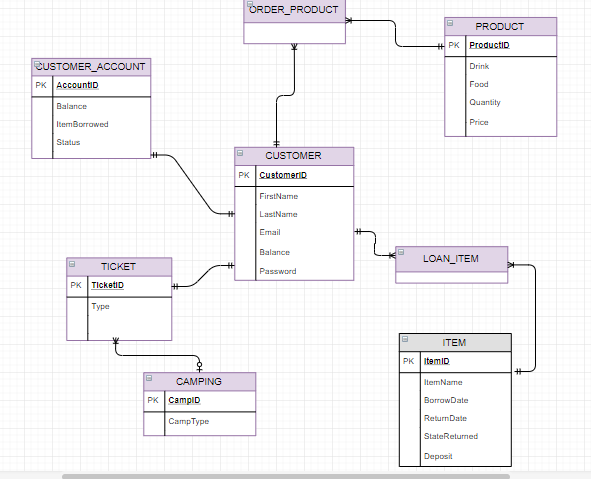 ORDER_PRODUCT
PRODUCT
PK ProductID
Drink
Food
Quantity
Price
CUSTOMER_ACCOUNT
PK AccountID
Balance
ItemBorrowed
Status
CUSTOMER
PK CustomerID
FirstName
LastName
Email
Balance
Password
LOAN_ITEM
TICKET
PK TicketID
Type
ITEM
PK ItemID
ItemName
BorrowDate
ReturnDate
StateReturned
Deposit
CAMPING
PK CampID
CampType